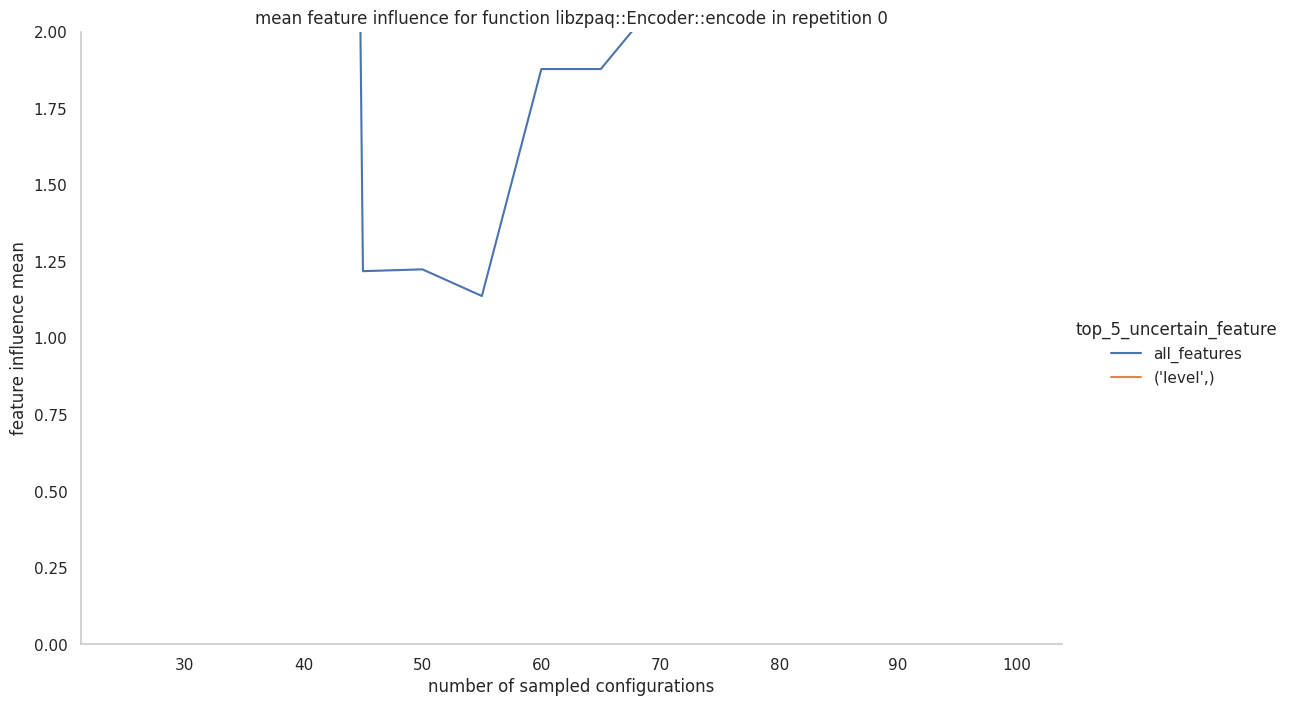 mean feature influence for function libzpaq::Encoder::encode in repetition 0
2.00
1.75
1.50
1.25
1.00
0.75
0.50
0.25
0.00
feature influence mean
30 40 50 60 70 80 90 100
number of sampled configurations
top_5_uncertain_feature
all_features
('level',)